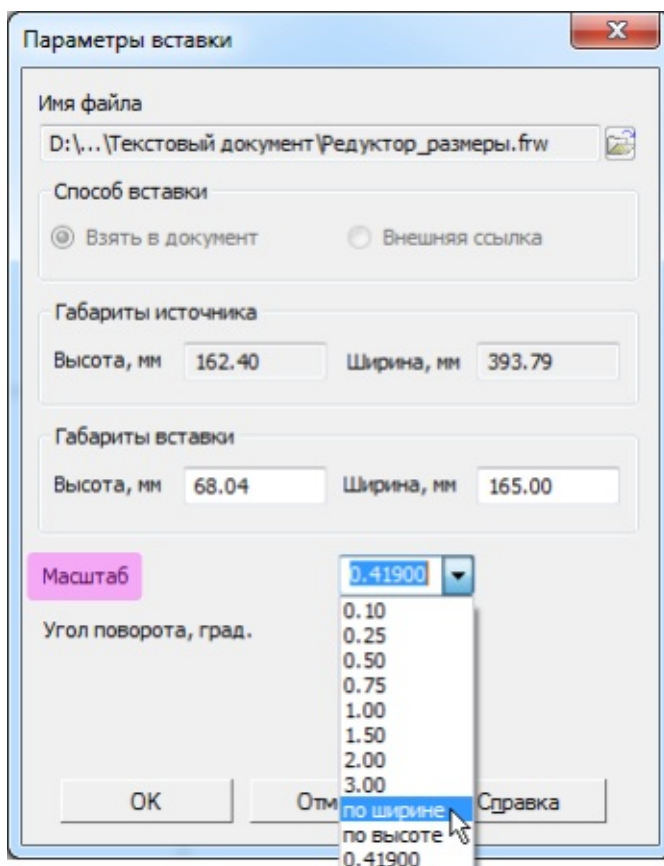 Параметры вставки
Имя файла
D:\...\Текстовый документ\Редуктор_размеры.frw
Способ вставки
Взять в документ Внешняя ссылка
Габариты источника
Высота, мм 162.40 Ширина, мм 393.79
Габариты вставки
Высота, мм 68.04 Ширина, мм 165.00
Масштаб 0.41900
Угол поворота, град.
0.10
0.25
0.50
0.75
1.00
1.50
2.00
3.00
по ширине
по высоте
0.41900
OK Отм Справка